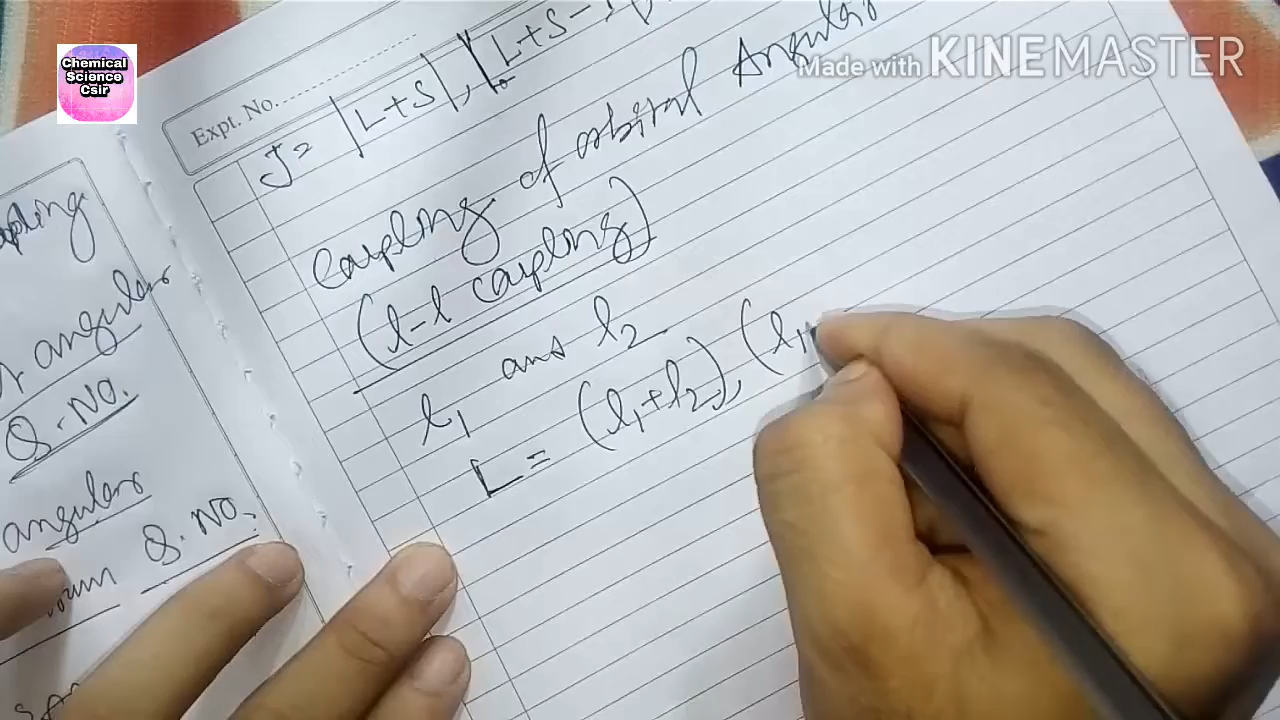 Chemical
Science
Csir
Made with KINEMASTER
Expt. No.
J = |L+S|, |L+S-
Coupling of orbital Angular
(l-l coupling)
l1 and l2
L = (l1+l2), (l1
angular
Q. NO.
angular
Q. NO.